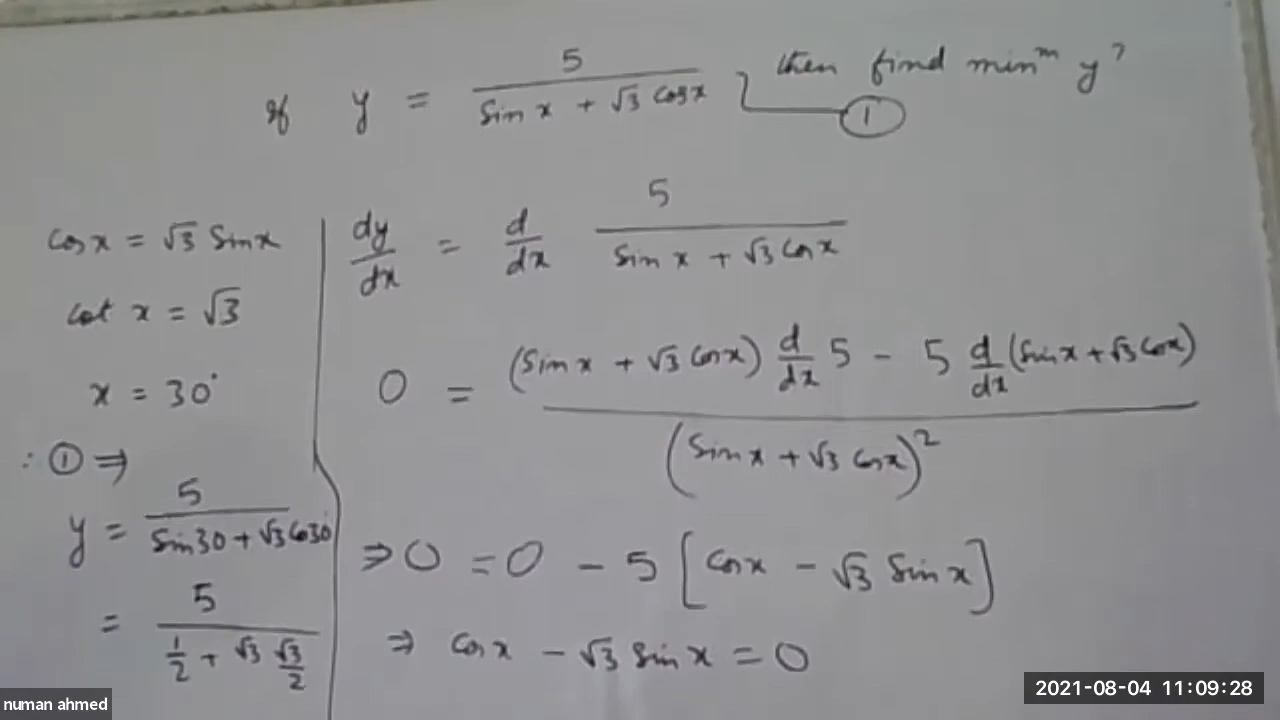 If y = 5 / (Sin x + √3 Cos x) then find min^m y? ①
dy/dx = d/dx 5 / (Sin x + √3 Cos x)
0 = ((Sin x + √3 Cos x) d/dx 5 - 5 d/dx (Sin x + √3 Cos x)) / (Sin x + √3 Cos x)²
⇒ 0 = 0 - 5 [Cos x - √3 Sin x]
⇒ Cos x - √3 Sin x = 0
Cos x = √3 Sin x
Cot x = √3
x = 30°
∴ ① ⇒
y = 5 / (Sin 30 + √3 Cos 30)
= 5 / (1/2 + √3 √3/2)
numan ahmed
2021-08-04 11:09:28